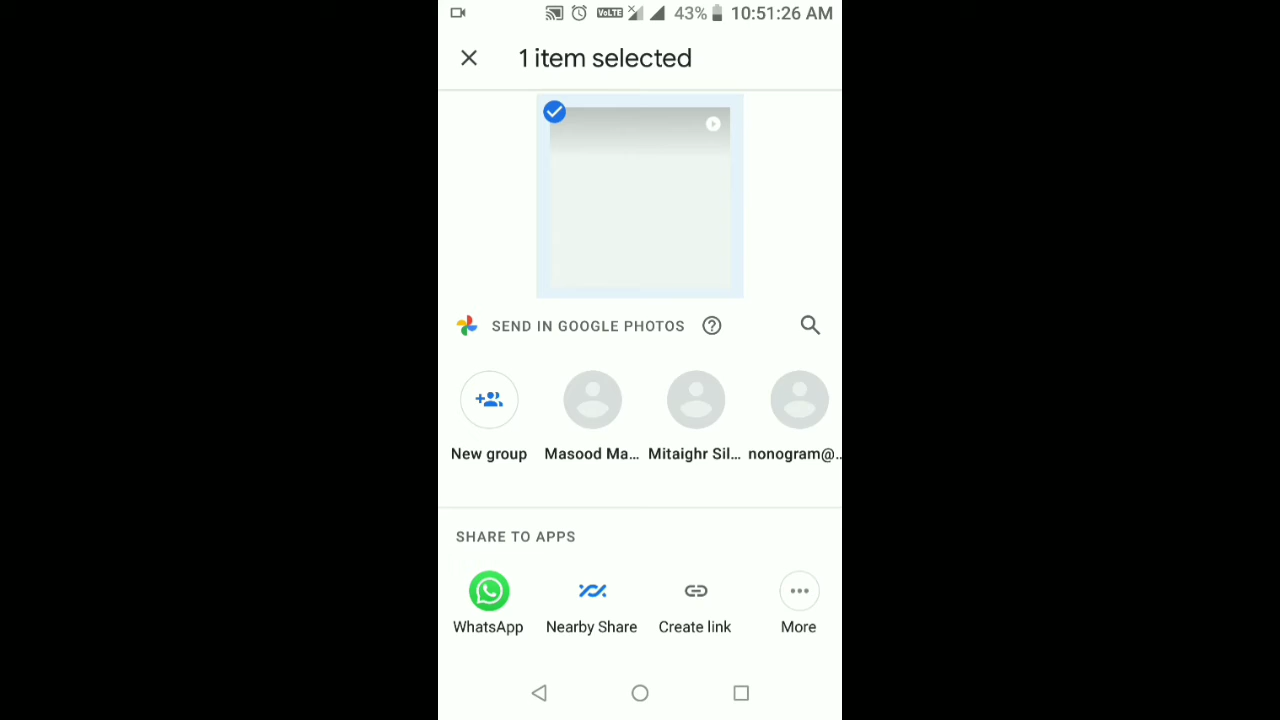 VoLTE 43% 10:51:26 AM
1 item selected
SEND IN GOOGLE PHOTOS
New group Masood Ma... Mitaighr Sil... nonogram@..
SHARE TO APPS
WhatsApp Nearby Share Create link More